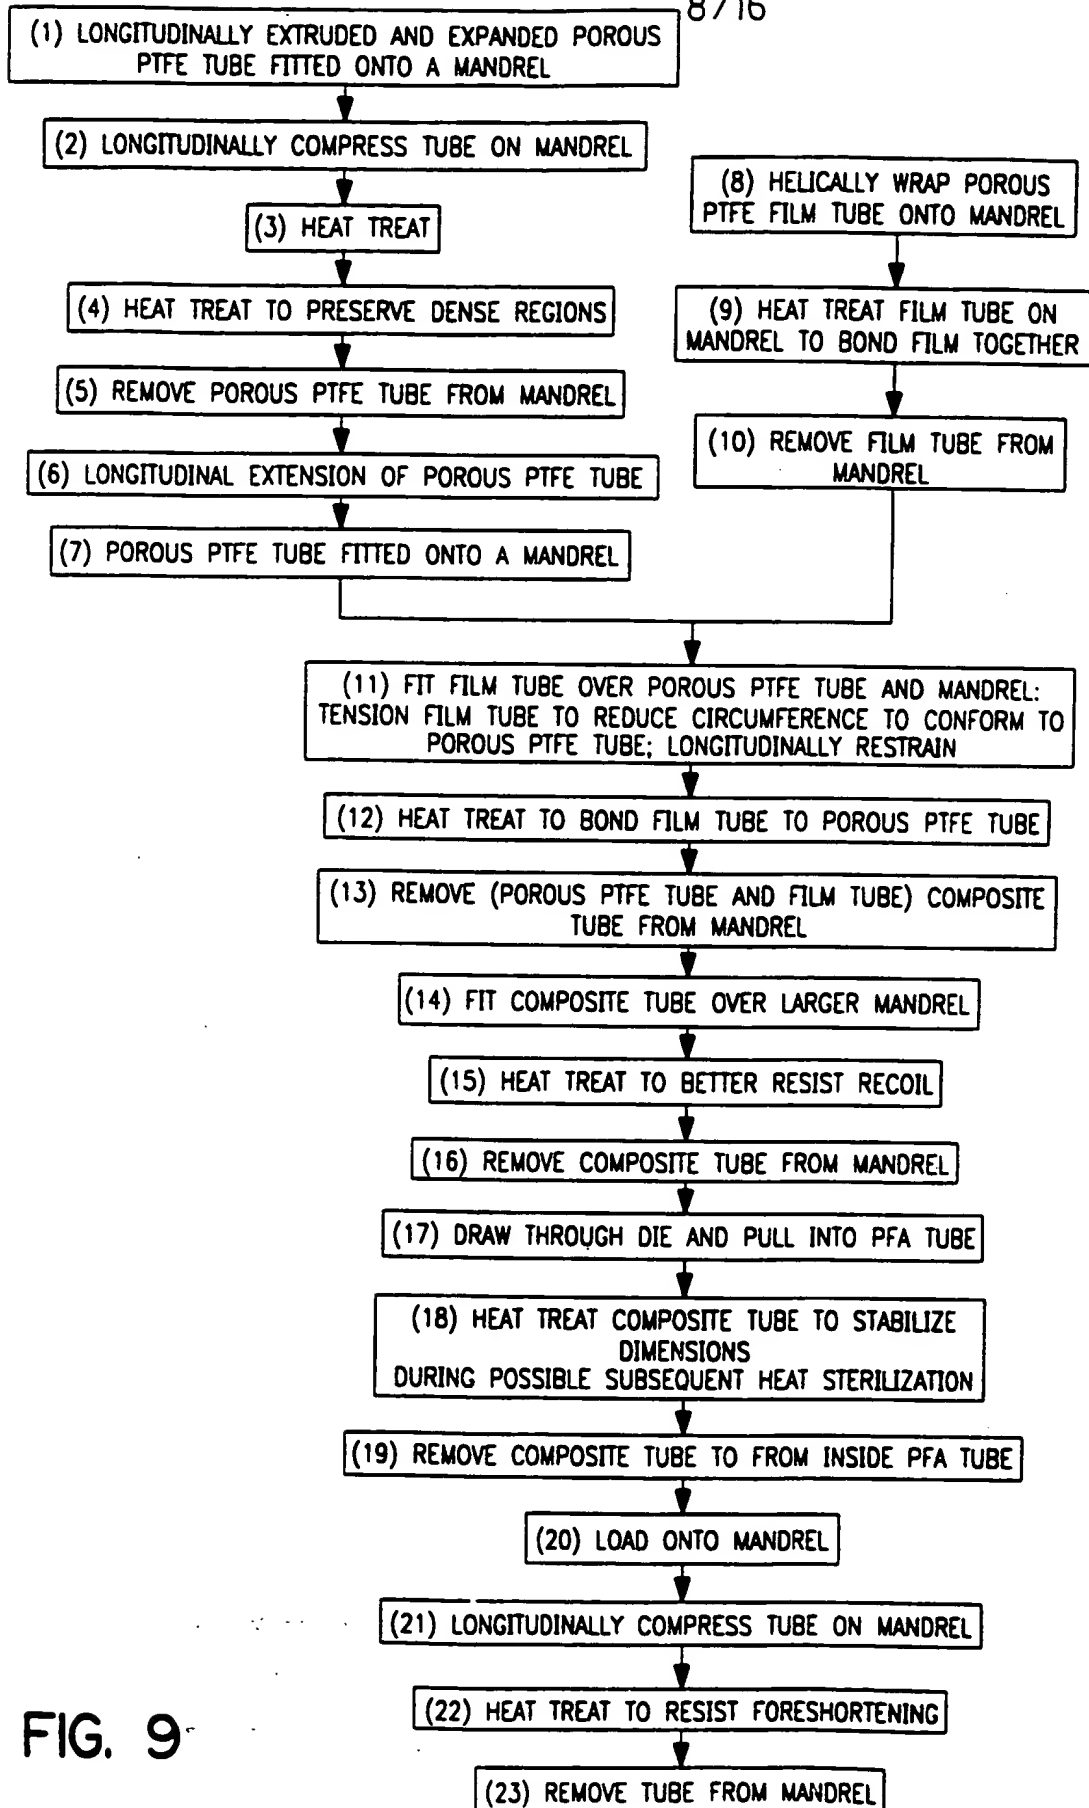 8/16
(1) LONGITUDINALLY EXTRUDED AND EXPANDED POROUS
PTFE TUBE FITTED ONTO A MANDREL
(2) LONGITUDINALLY COMPRESS TUBE ON MANDREL
(3) HEAT TREAT
(4) HEAT TREAT TO PRESERVE DENSE REGIONS
(5) REMOVE POROUS PTFE TUBE FROM MANDREL
(6) LONGITUDINAL EXTENSION OF POROUS PTFE TUBE
(7) POROUS PTFE TUBE FITTED ONTO A MANDREL
(8) HELICALLY WRAP POROUS
PTFE FILM TUBE ONTO MANDREL
(9) HEAT TREAT FILM TUBE ON
MANDREL TO BOND FILM TOGETHER
(10) REMOVE FILM TUBE FROM
MANDREL
(11) FIT FILM TUBE OVER POROUS PTFE TUBE AND MANDREL:
TENSION FILM TUBE TO REDUCE CIRCUMFERENCE TO CONFORM TO
POROUS PTFE TUBE; LONGITUDINALLY RESTRAIN
(12) HEAT TREAT TO BOND FILM TUBE TO POROUS PTFE TUBE
(13) REMOVE (POROUS PTFE TUBE AND FILM TUBE) COMPOSITE
TUBE FROM MANDREL
(14) FIT COMPOSITE TUBE OVER LARGER MANDREL
(15) HEAT TREAT TO BETTER RESIST RECOIL
(16) REMOVE COMPOSITE TUBE FROM MANDREL
(17) DRAW THROUGH DIE AND PULL INTO PFA TUBE
(18) HEAT TREAT COMPOSITE TUBE TO STABILIZE
DIMENSIONS
DURING POSSIBLE SUBSEQUENT HEAT STERILIZATION
(19) REMOVE COMPOSITE TUBE TO FROM INSIDE PFA TUBE
(20) LOAD ONTO MANDREL
(21) LONGITUDINALLY COMPRESS TUBE ON MANDREL
(22) HEAT TREAT TO RESIST FORESHORTENING
(23) REMOVE TUBE FROM MANDREL
FIG. 9